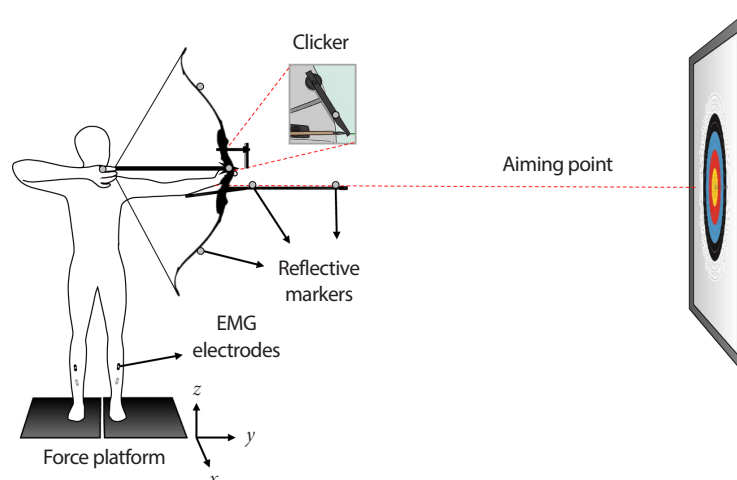 Clicker
Aiming point
Reflective
markers
EMG
electrodes
z
y
Force platform
x